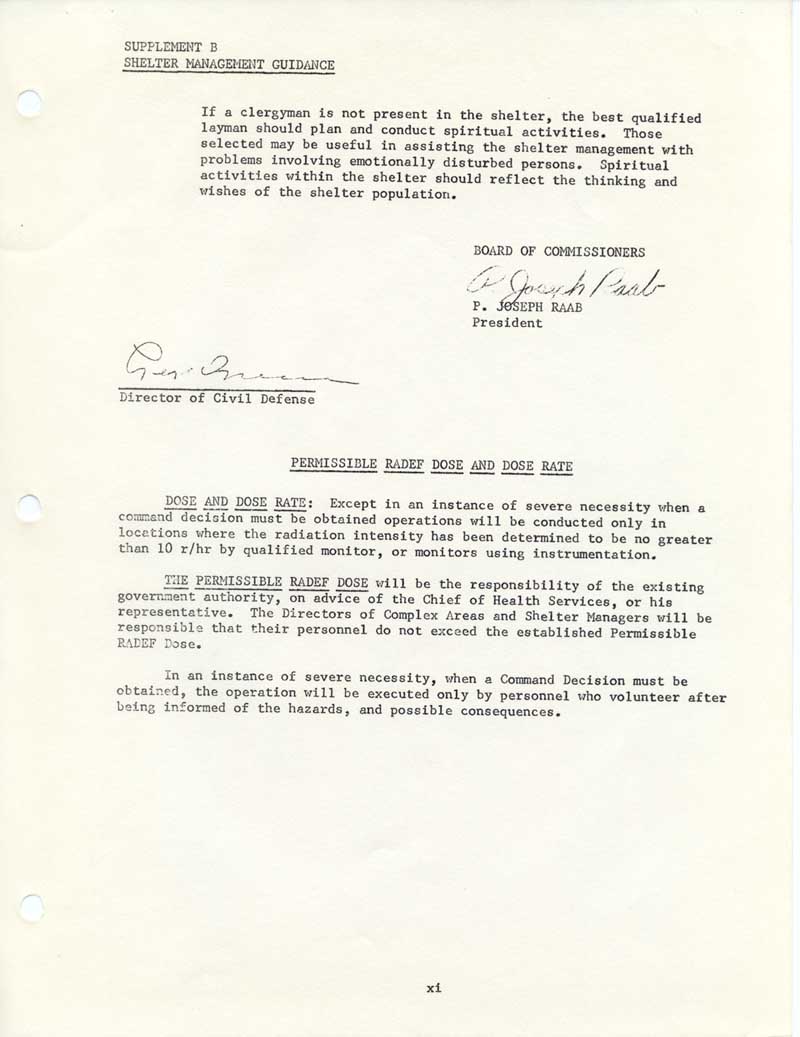 SUPPLEMENT B
SHELTER MANAGEMENT GUIDANCE
If a clergyman is not present in the shelter, the best qualified
layman should plan and conduct spiritual activities. Those
selected may be useful in assisting the shelter management with
problems involving emotionally disturbed persons. Spiritual
activities within the shelter should reflect the thinking and
wishes of the shelter population.
BOARD OF COMMISSIONERS
P. Joseph Raab
P. JOSEPH RAAB
President
Director of Civil Defense
PERMISSIBLE RADEF DOSE AND DOSE RATE
DOSE AND DOSE RATE: Except in an instance of severe necessity when a
command decision must be obtained operations will be conducted only in
locations where the radiation intensity has been determined to be no greater
than 10 r/hr by qualified monitor, or monitors using instrumentation.
THE PERMISSIBLE RADEF DOSE will be the responsibility of the existing
government authority, on advice of the Chief of Health Services, or his
representative. The Directors of Complex Areas and Shelter Managers will be
responsible that their personnel do not exceed the established Permissible
RADEF Dose.
In an instance of severe necessity, when a Command Decision must be
obtained, the operation will be executed only by personnel who volunteer after
being informed of the hazards, and possible consequences.
xi